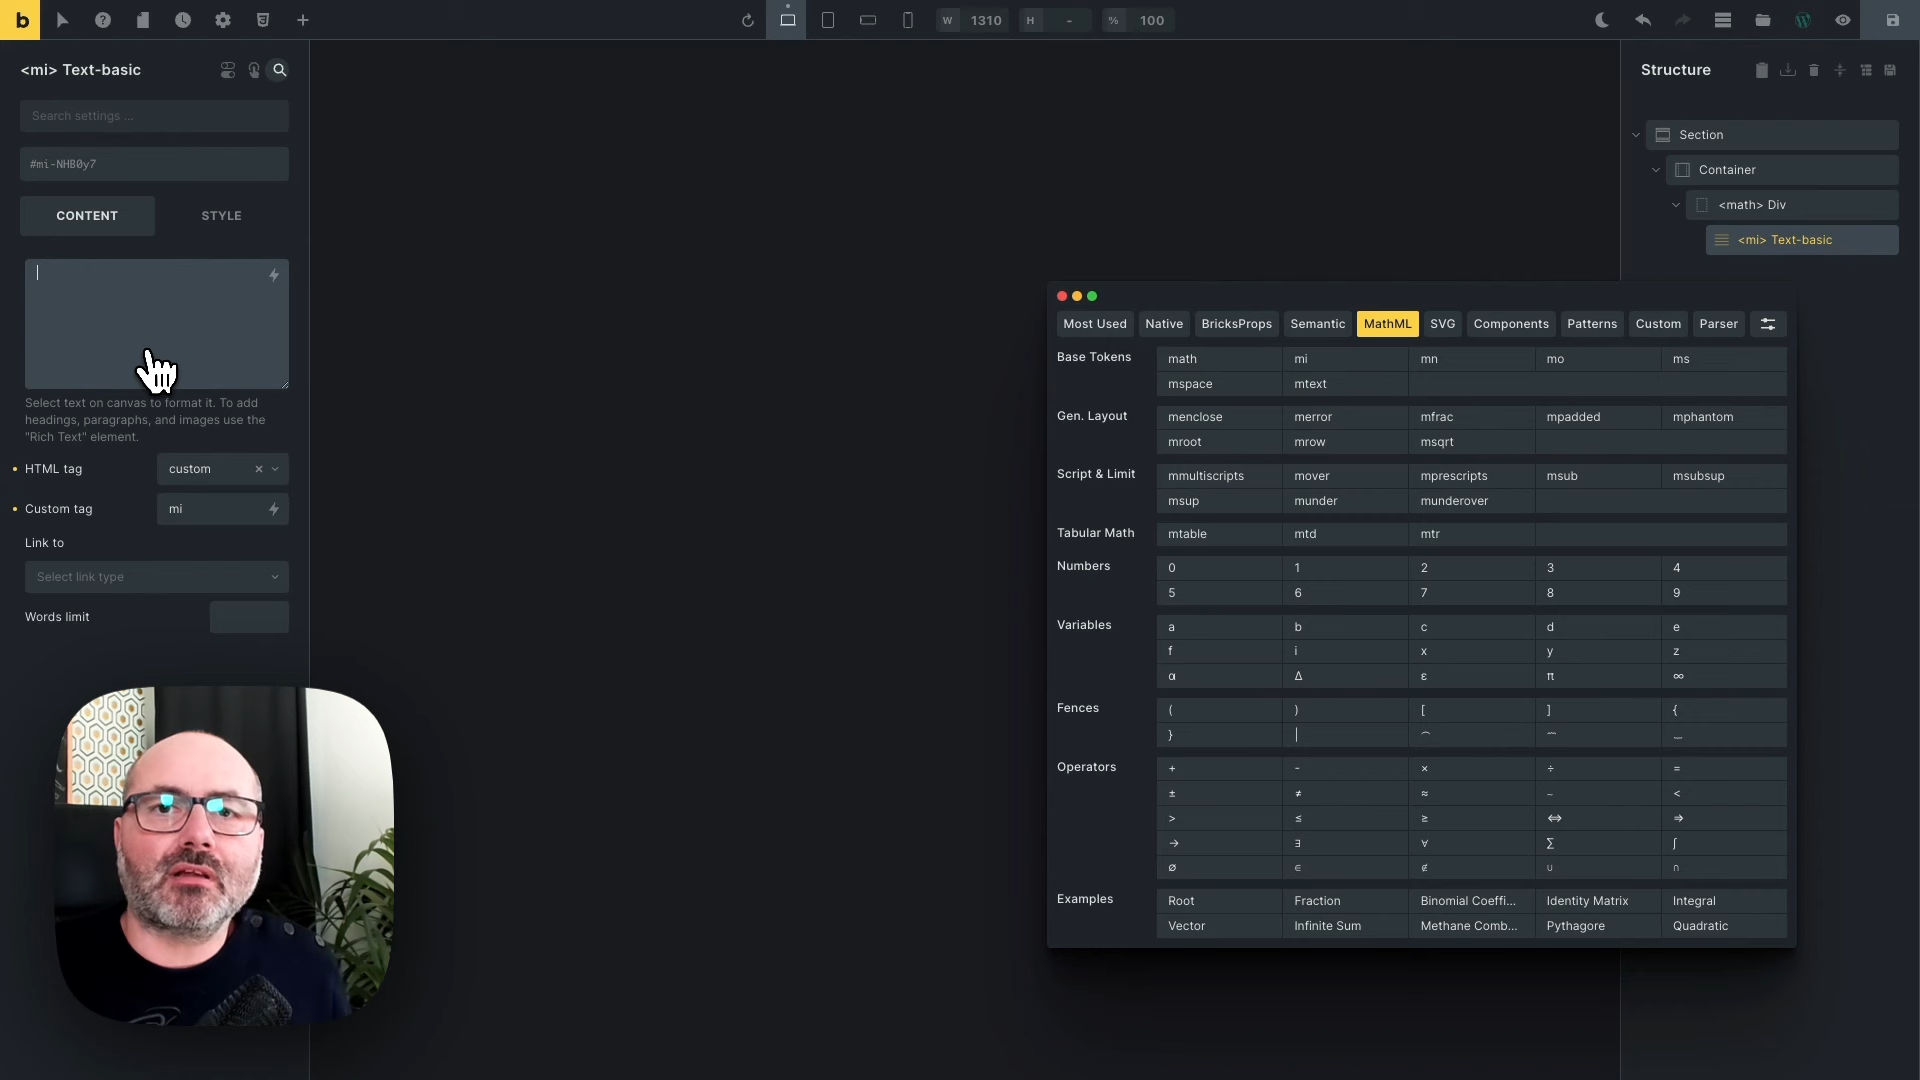 b
W 1310
H -
% 100
<mi> Text-basic
Search settings ...
#mi-NHB0y7
CONTENT
STYLE
Select text on canvas to format it. To add
headings, paragraphs, and images use the
"Rich Text" element.
HTML tag
custom
Custom tag
mi
Link to
Select link type
Words limit
Structure
Section
Container
<math> Div
<mi> Text-basic
Most Used Native BricksProps Semantic MathML SVG Components Patterns Custom Parser
Base Tokens math mi mn mo ms
mspace mtext
Gen. Layout menclose merror mfrac mpadded mphantom
mroot mrow msqrt
Script & Limit mmultiscripts mover mprescripts msub msubsup
msup munder munderover
Tabular Math mtable mtd mtr
Numbers 0 1 2 3 4
5 6 7 8 9
Variables a b c d e
f i x y z
α Δ ε π ∞
Fences ( ) [ ] {
} | ⏜ ⏞ ⏟
Operators + - × ÷ =
± ≠ ≈ ~ <
> ≤ ≥ ⇔ ⇒
→ ∃ ∀ ∑ ∫
∅ ∈ ∉ ∪ ∩
Examples Root Fraction Binomial Coeffi... Identity Matrix Integral
Vector Infinite Sum Methane Comb... Pythagore Quadratic